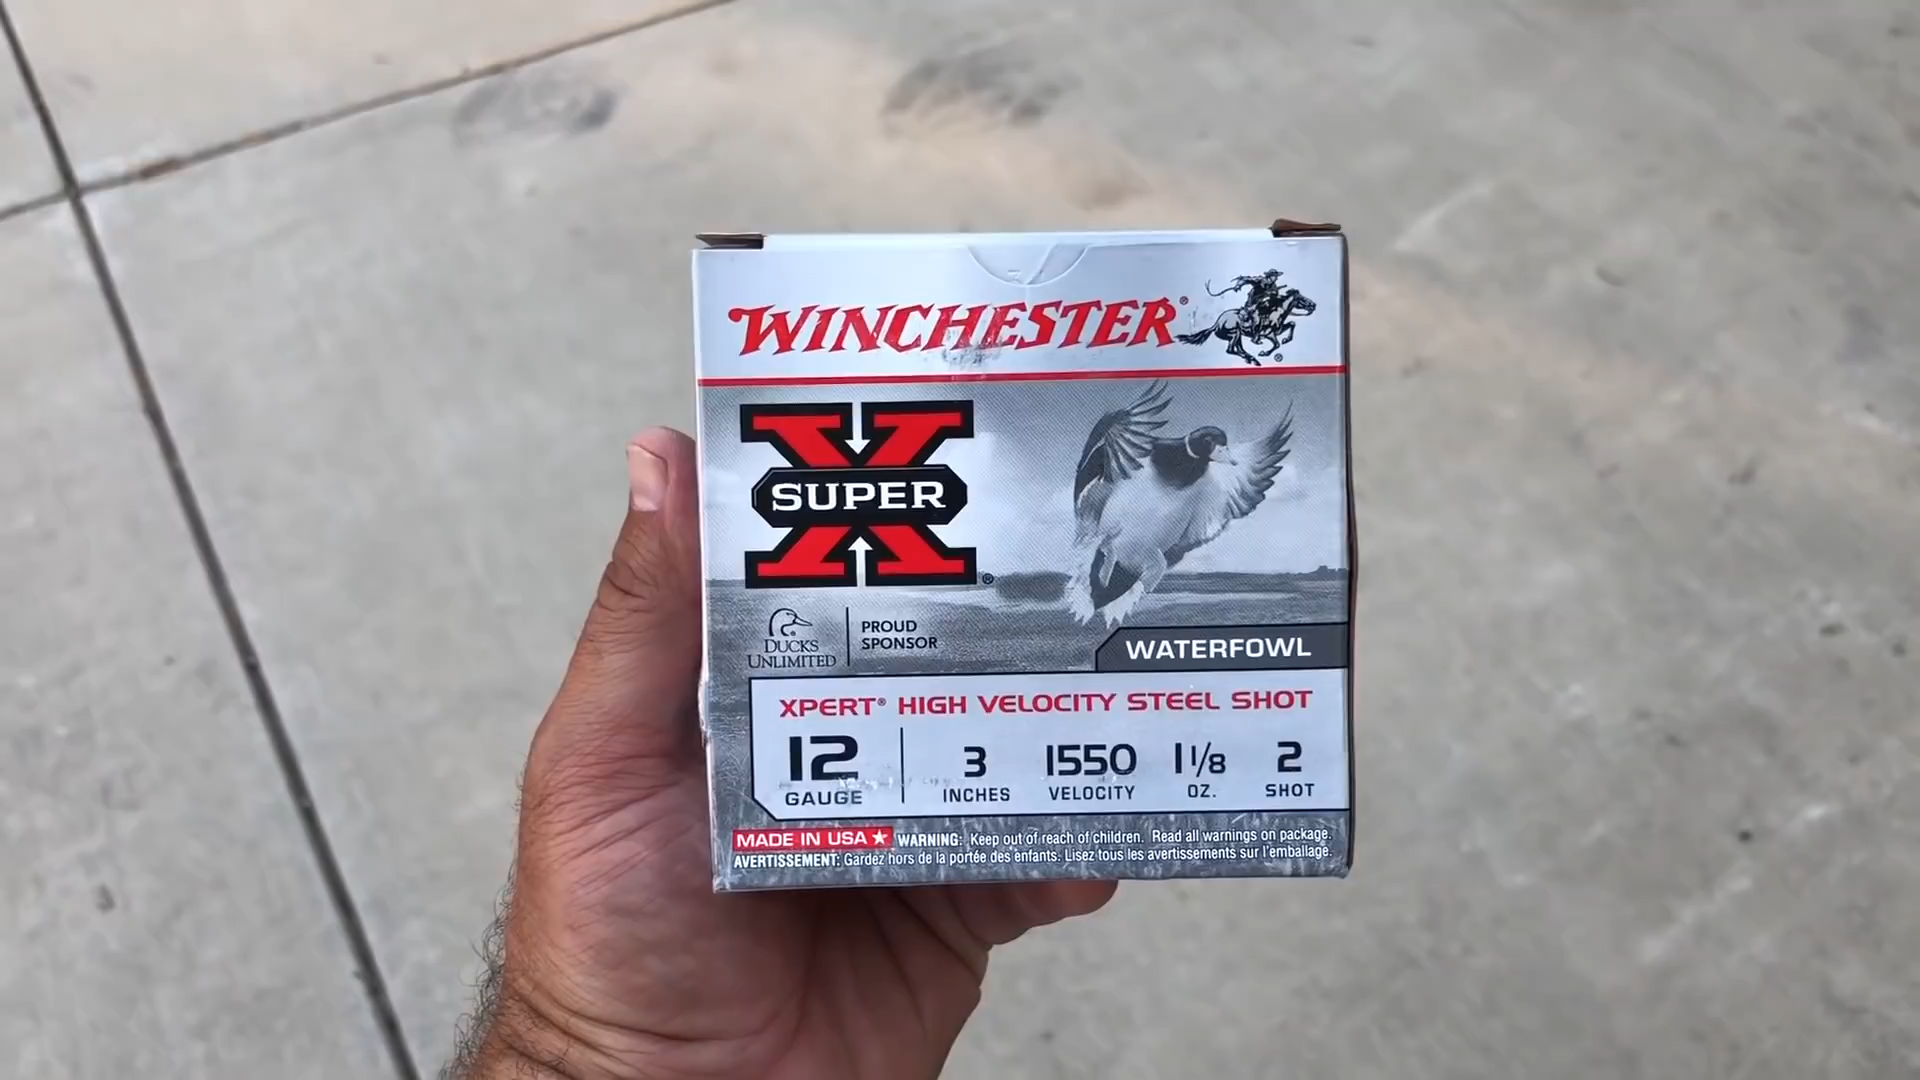 WINCHESTER®
X
SUPER
®
DUCKS
UNLIMITED
PROUD
SPONSOR
WATERFOWL
XPERT® HIGH VELOCITY STEEL SHOT
12 3 1550 1 1/8 2
GAUGE INCHES VELOCITY OZ. SHOT
MADE IN USA ★ WARNING: Keep out of reach of children. Read all warnings on package.
AVERTISSEMENT: Gardez hors de la portée des enfants. Lisez tous les avertissements sur l'emballage.